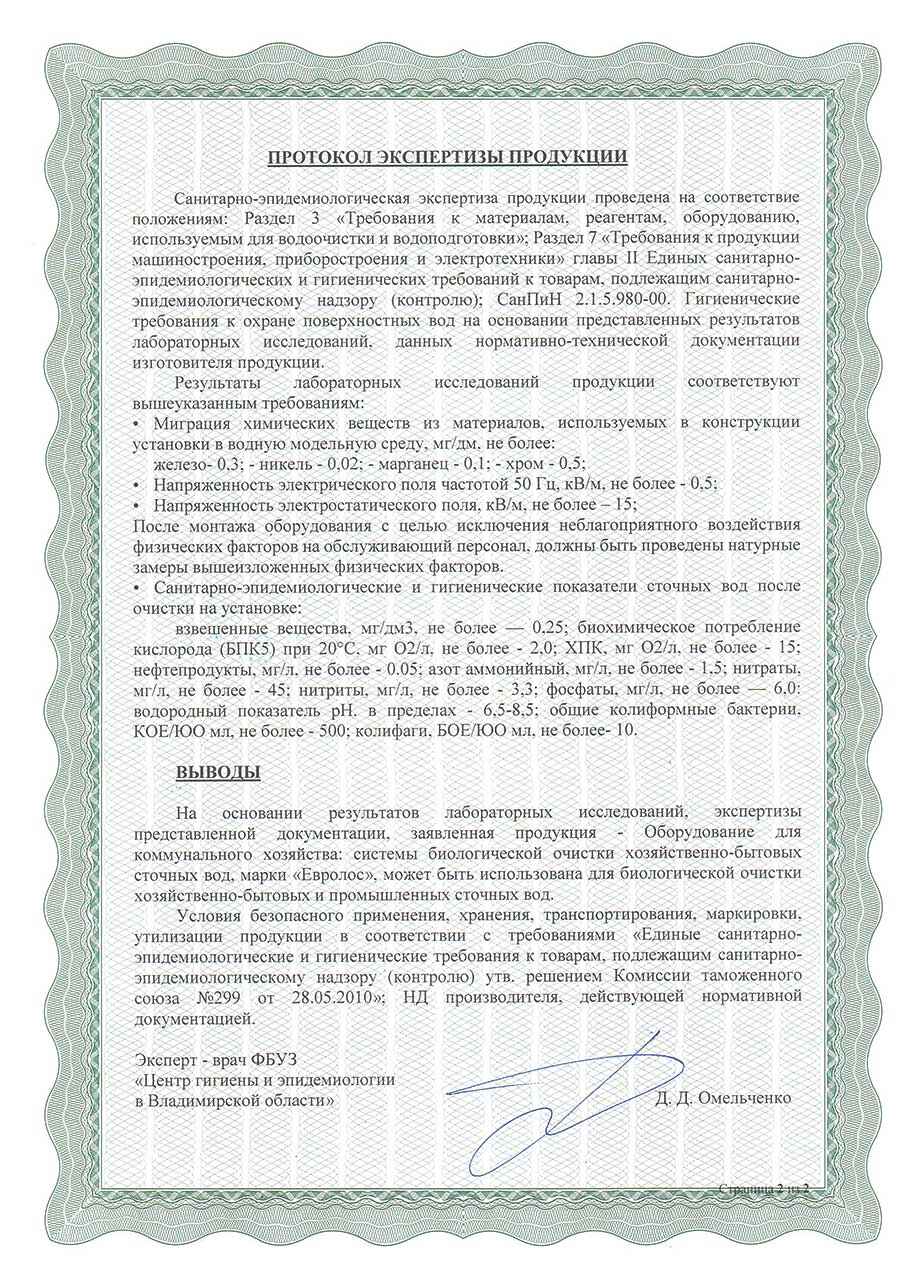 ПРОТОКОЛ ЭКСПЕРТИЗЫ ПРОДУКЦИИ
Санитарно-эпидемиологическая экспертиза продукции проведена на соответствие
положениям: Раздел 3 «Требования к материалам, реагентам, оборудованию,
используемым для водоочистки и водоподготовки»; Раздел 7 «Требования к продукции
машиностроения, приборостроения и электротехники» главы II Единых санитарно-
эпидемиологических и гигиенических требований к товарам, подлежащим санитарно-
эпидемиологическому надзору (контролю); СанПиН 2.1.5.980-00. Гигиенические
требования к охране поверхностных вод на основании представленных результатов
лабораторных исследований, данных нормативно-технической документации
изготовителя продукции.
Результаты лабораторных исследований продукции соответствуют
вышеуказанным требованиям:
• Миграция химических веществ из материалов, используемых в конструкции
установки в водную модельную среду, мг/дм, не более:
железо- 0,3; - никель - 0,02; - марганец - 0,1; - хром - 0,5;
• Напряженность электрического поля частотой 50 Гц, кВ/м, не более - 0,5;
• Напряженность электростатического поля, кВ/м, не более – 15;
После монтажа оборудования с целью исключения неблагоприятного воздействия
физических факторов на обслуживающий персонал, должны быть проведены натурные
замеры вышеизложенных физических факторов.
• Санитарно-эпидемиологические и гигиенические показатели сточных вод после
очистки на установке:
взвешенные вещества, мг/дм3, не более — 0,25; биохимическое потребление
кислорода (БПК5) при 20°С, мг О2/л, не более - 2,0; ХПК, мг О2/л, не более - 15;
нефтепродукты, мг/л, не более - 0.05; азот аммонийный, мг/л, не более - 1,5; нитраты,
мг/л, не более - 45; нитриты, мг/л, не более - 3,3; фосфаты, мг/л, не более — 6,0;
водородный показатель рН. в пределах - 6,5-8,5; общие колиформные бактерии,
КОЕ/ЮО мл, не более - 500; колифаги, БОЕ/ЮО мл, не более- 10.
ВЫВОДЫ
На основании результатов лабораторных исследований, экспертизы
представленной документации, заявленная продукция - Оборудование для
коммунального хозяйства: системы биологической очистки хозяйственно-бытовых
сточных вод, марки «Евролос», может быть использована для биологической очистки
хозяйственно-бытовых и промышленных сточных вод.
Условия безопасного применения, хранения, транспортирования, маркировки,
утилизации продукции в соответствии с требованиями «Единые санитарно-
эпидемиологические и гигиенические требования к товарам, подлежащим санитарно-
эпидемиологическому надзору (контролю) утв. решением Комиссии таможенного
союза №299 от 28.05.2010»; НД производителя, действующей нормативной
документацией.
Эксперт - врач ФБУЗ
«Центр гигиены и эпидемиологии
в Владимирской области»
Д. Д. Омельченко
Страница 2 из 2